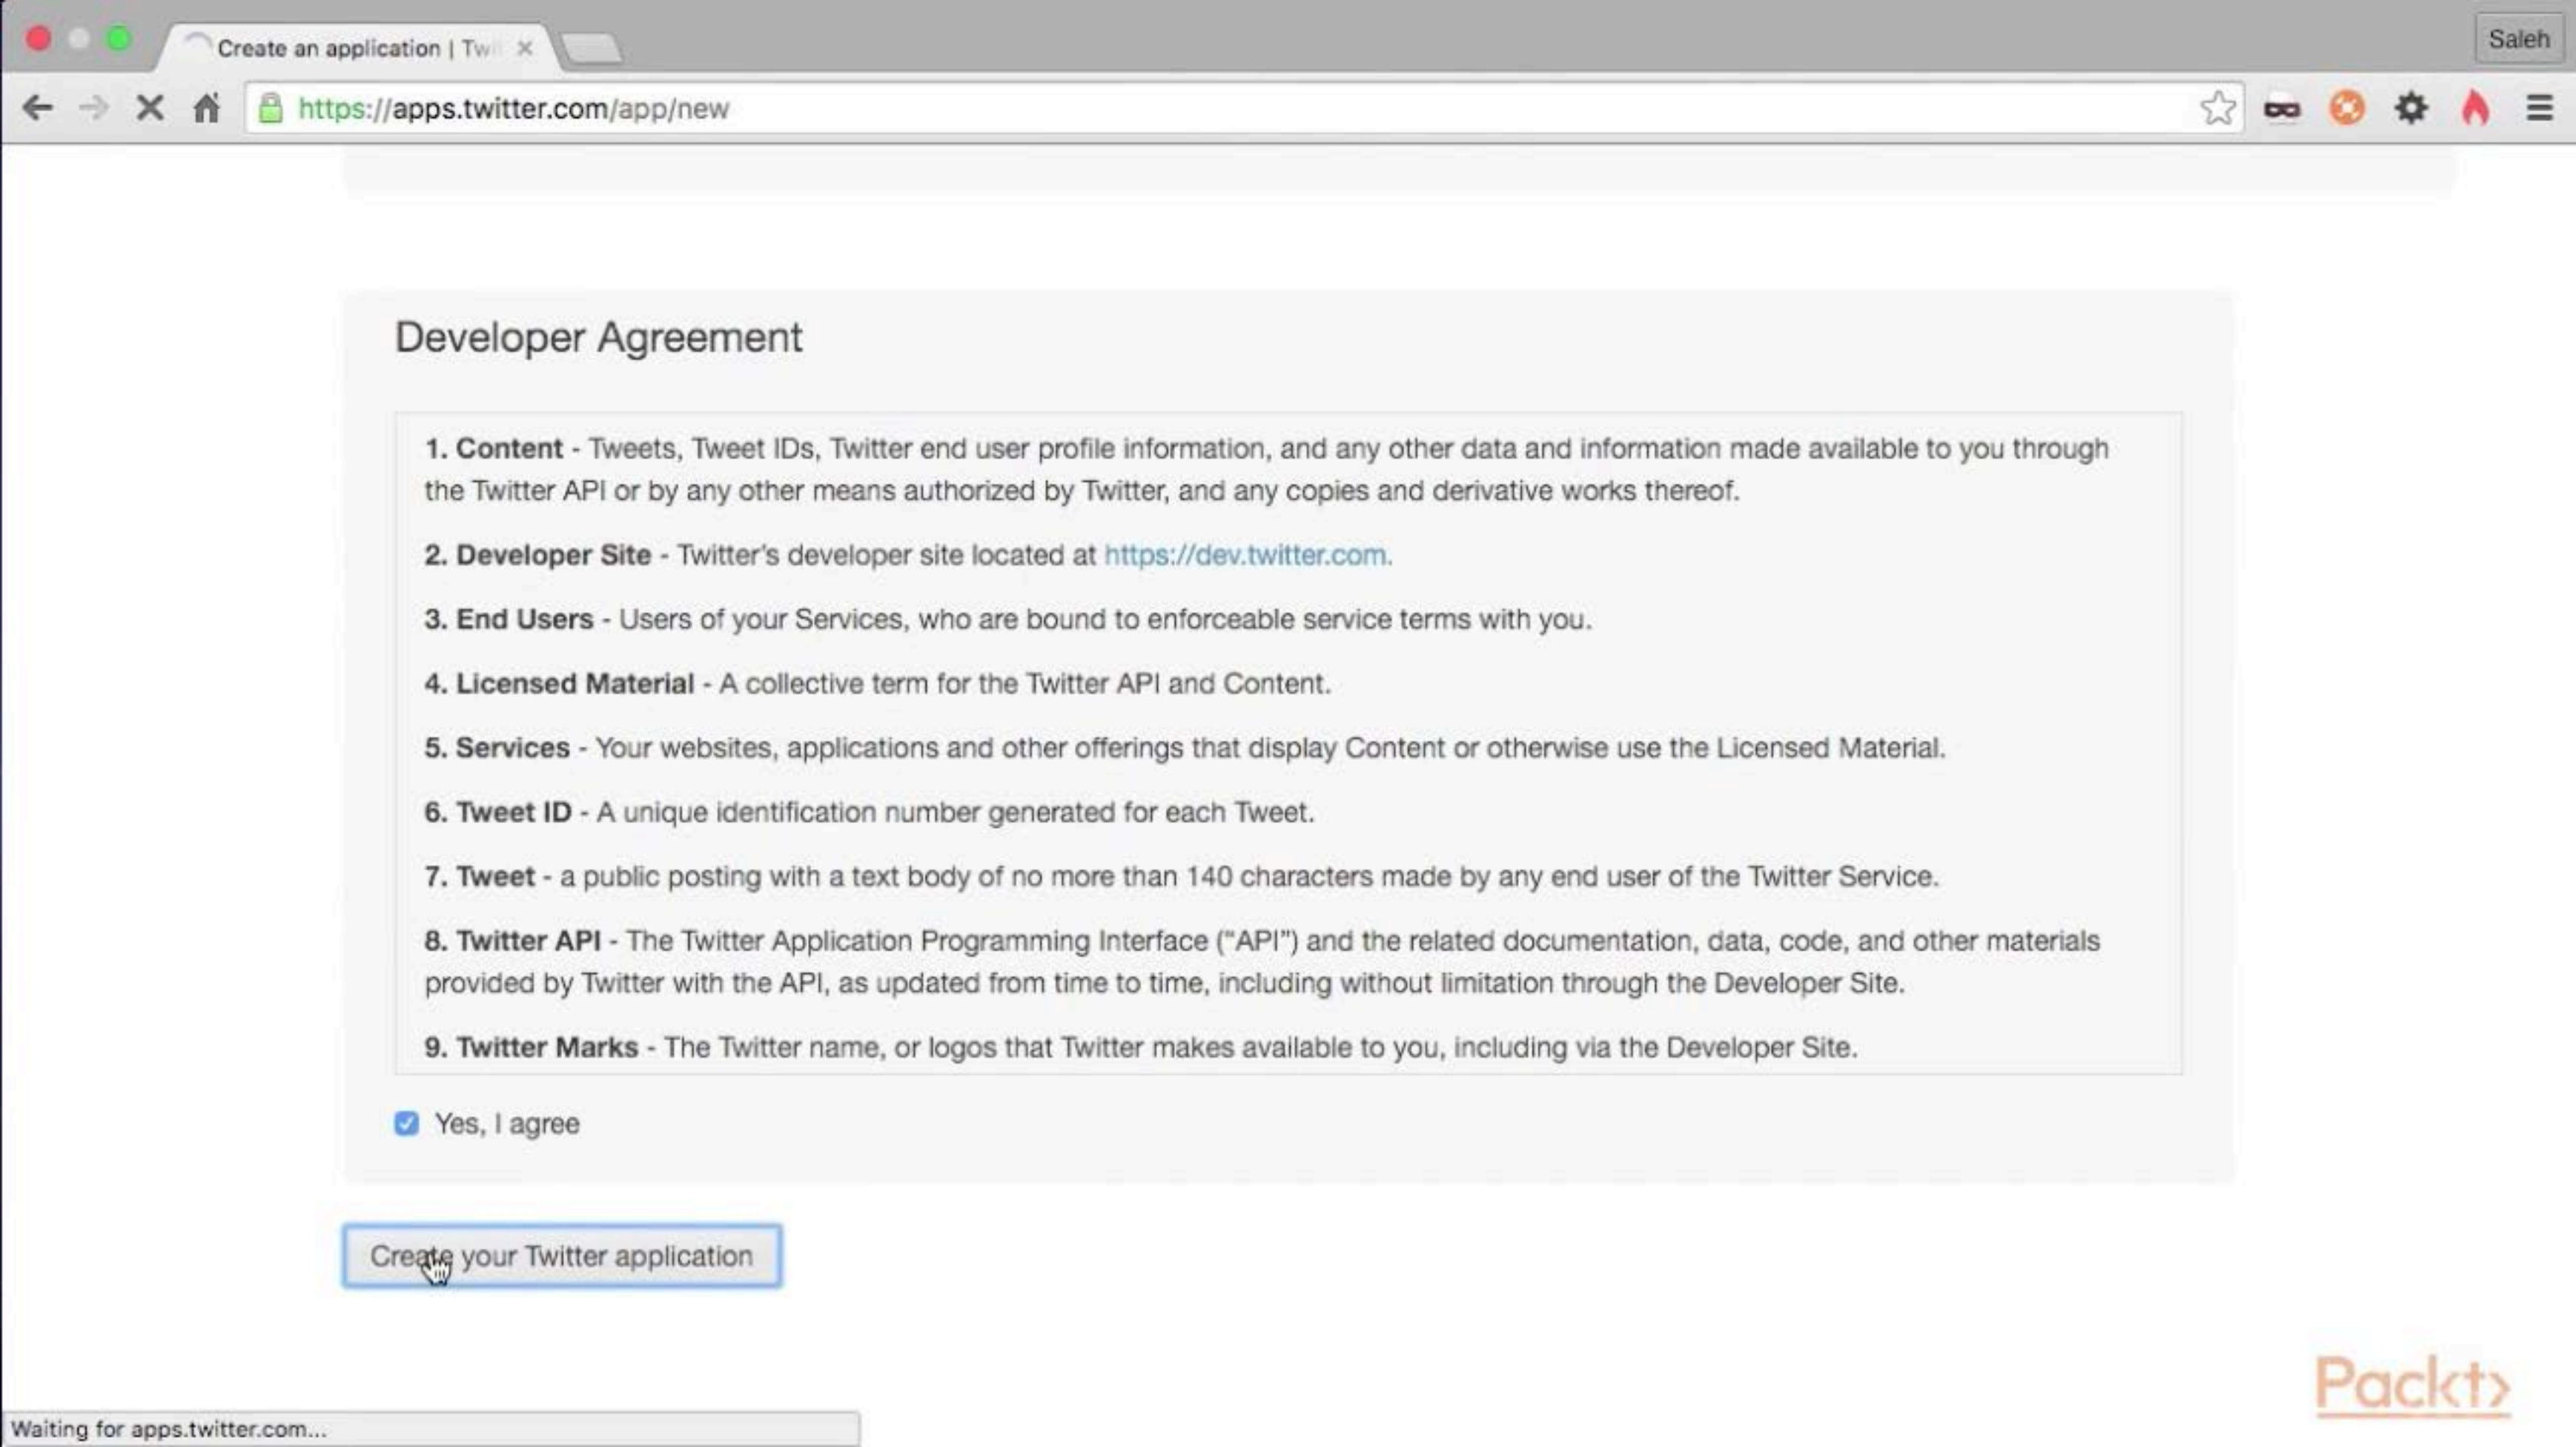 Create an application | Twi
Saleh
https://apps.twitter.com/app/new
Developer Agreement
1. Content - Tweets, Tweet IDs, Twitter end user profile information, and any other data and information made available to you through
the Twitter API or by any other means authorized by Twitter, and any copies and derivative works thereof.
2. Developer Site - Twitter's developer site located at https://dev.twitter.com.
3. End Users - Users of your Services, who are bound to enforceable service terms with you.
4. Licensed Material - A collective term for the Twitter API and Content.
5. Services - Your websites, applications and other offerings that display Content or otherwise use the Licensed Material.
6. Tweet ID - A unique identification number generated for each Tweet.
7. Tweet - a public posting with a text body of no more than 140 characters made by any end user of the Twitter Service.
8. Twitter API - The Twitter Application Programming Interface (“API”) and the related documentation, data, code, and other materials
provided by Twitter with the API, as updated from time to time, including without limitation through the Developer Site.
9. Twitter Marks - The Twitter name, or logos that Twitter makes available to you, including via the Developer Site.
Yes, I agree
Create your Twitter application
Packt>
Waiting for apps.twitter.com...